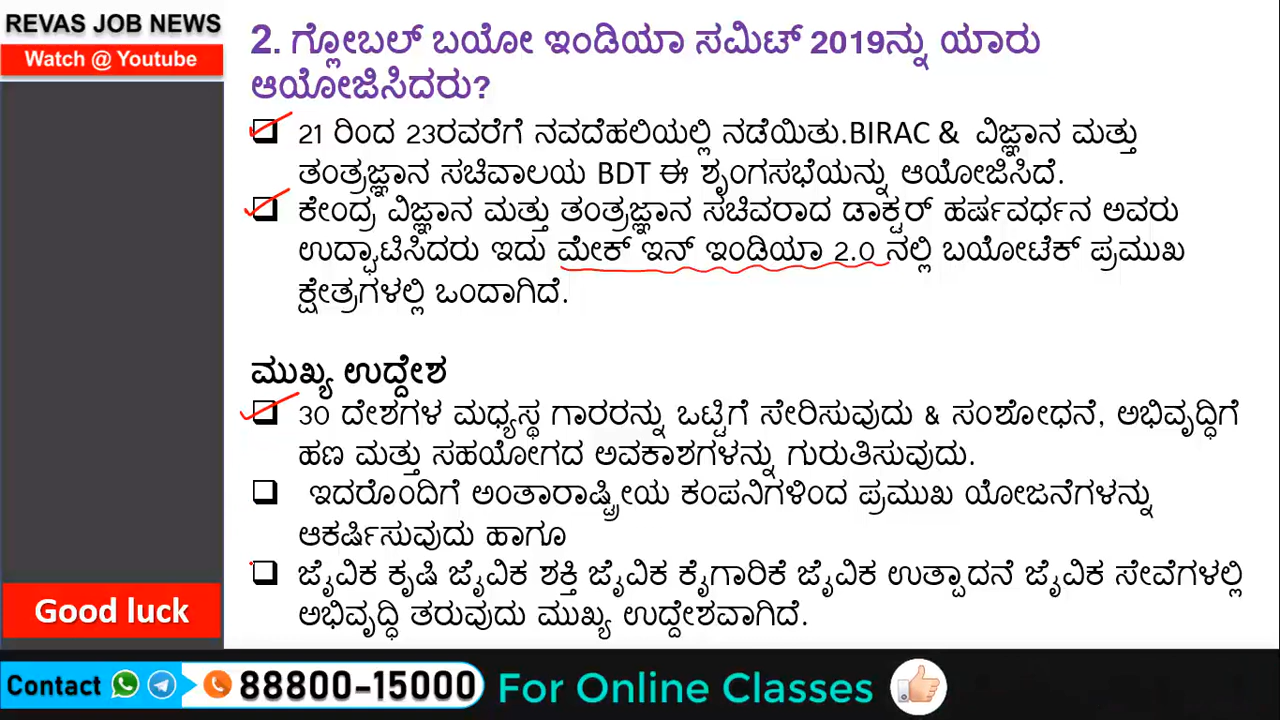 REVAS JOB NEWS
Watch @ Youtube
2. ಗ್ಲೋಬಲ್ ಬಯೋ ಇಂಡಿಯಾ ಸಮಿಟ್ 2019ನ್ನು ಯಾರು
ಆಯೋಜಿಸಿದರು?
21 ರಿಂದ 23ರವರೆಗೆ ನವದೆಹಲಿಯಲ್ಲಿ ನಡೆಯಿತು.BIRAC & ವಿಜ್ಞಾನ ಮತ್ತು
ತಂತ್ರಜ್ಞಾನ ಸಚಿವಾಲಯ BDT ಈ ಶೃಂಗಸಭೆಯನ್ನು ಆಯೋಜಿಸಿದೆ.
ಕೇಂದ್ರ ವಿಜ್ಞಾನ ಮತ್ತು ತಂತ್ರಜ್ಞಾನ ಸಚಿವರಾದ ಡಾಕ್ಟರ್ ಹರ್ಷವರ್ಧನ ಅವರು
ಉದ್ಘಾಟಿಸಿದರು ಇದು ಮೇಕ್ ಇನ್ ಇಂಡಿಯಾ 2.0 ನಲ್ಲಿ ಬಯೋಟೆಕ್ ಪ್ರಮುಖ
ಕ್ಷೇತ್ರಗಳಲ್ಲಿ ಒಂದಾಗಿದೆ.
ಮುಖ್ಯ ಉದ್ದೇಶ
30 ದೇಶಗಳ ಮಧ್ಯಸ್ಥ ಗಾರರನ್ನು ಒಟ್ಟಿಗೆ ಸೇರಿಸುವುದು & ಸಂಶೋಧನೆ, ಅಭಿವೃದ್ಧಿಗೆ
ಹಣ ಮತ್ತು ಸಹಯೋಗದ ಅವಕಾಶಗಳನ್ನು ಗುರುತಿಸುವುದು.
ಇದರೊಂದಿಗೆ ಅಂತಾರಾಷ್ಟ್ರೀಯ ಕಂಪನಿಗಳಿಂದ ಪ್ರಮುಖ ಯೋಜನೆಗಳನ್ನು
ಆಕರ್ಷಿಸುವುದು ಹಾಗೂ
ಜೈವಿಕ ಕೃಷಿ ಜೈವಿಕ ಶಕ್ತಿ ಜೈವಿಕ ಕೈಗಾರಿಕೆ ಜೈವಿಕ ಉತ್ಪಾದನೆ ಜೈವಿಕ ಸೇವೆಗಳಲ್ಲಿ
ಅಭಿವೃದ್ಧಿ ತರುವುದು ಮುಖ್ಯ ಉದ್ದೇಶವಾಗಿದೆ.
Good luck
Contact 88800-15000 For Online Classes